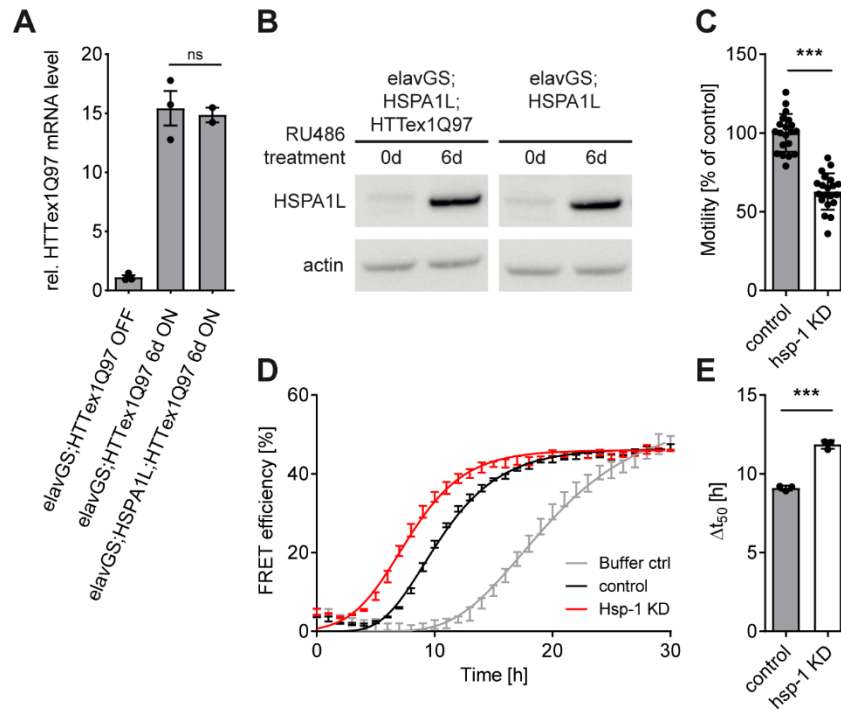 A
rel. HTTex1Q97 mRNA level
20
15
10
5
0
ns
elavGS;HTTex1Q97 OFF
elavGS;HTTex1Q97 6d ON
elavGS;HSPA1L;HTTex1Q97 6d ON
B
elavGS;
HSPA1L;
HTTex1Q97
elavGS;
HSPA1L
RU486
treatment
0d 6d 0d 6d
HSPA1L
actin
C
Motility [% of control]
150
100
50
0
***
control
hsp-1 KD
D
FRET efficiency [%]
60
40
20
0
Buffer ctrl
control
Hsp-1 KD
0 10 20 30
Time [h]
E
Δt50 [h]
15
10
5
0
***
control
hsp-1 KD